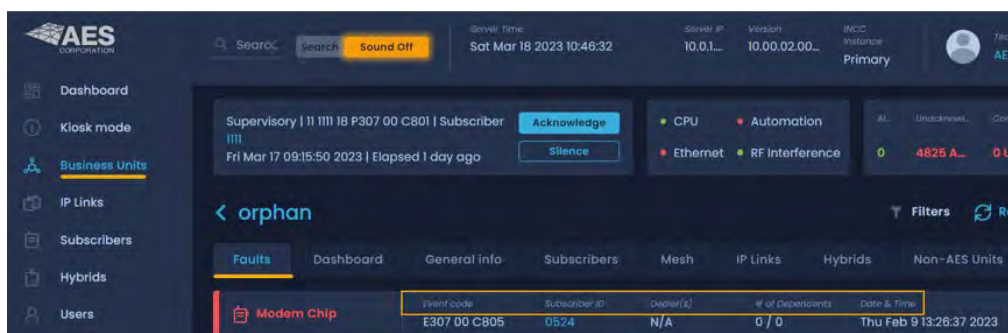 AES
CORPORATION
Search
Sound Off
Server Time
Sat Mar 18 2023 10:46:32
Server IP
10.0.1....
Version
10.00.02.00...
INCC
Instance
Primary
Dashboard
Kiosk mode
Business Units
IP Links
Subscribers
Hybrids
Users
Supervisory | 11 1111 18 P307 00 C801 | Subscriber
1111
Fri Mar 17 09:15:50 2023 | Elapsed 1 day ago
Acknowledge
Silence
CPU
Automation
Ethernet
RF Interference
0
4825 A...
< orphan
Filters
Faults
Dashboard
General info
Subscribers
Mesh
IP Links
Hybrids
Non-AES Units
Modem Chip
Event code
Subscriber ID
Dealer(s)
# of Dependents
Date & Time
E307 00 C805
0524
N/A
0 / 0
Thu Feb 9 13:26:37 2023